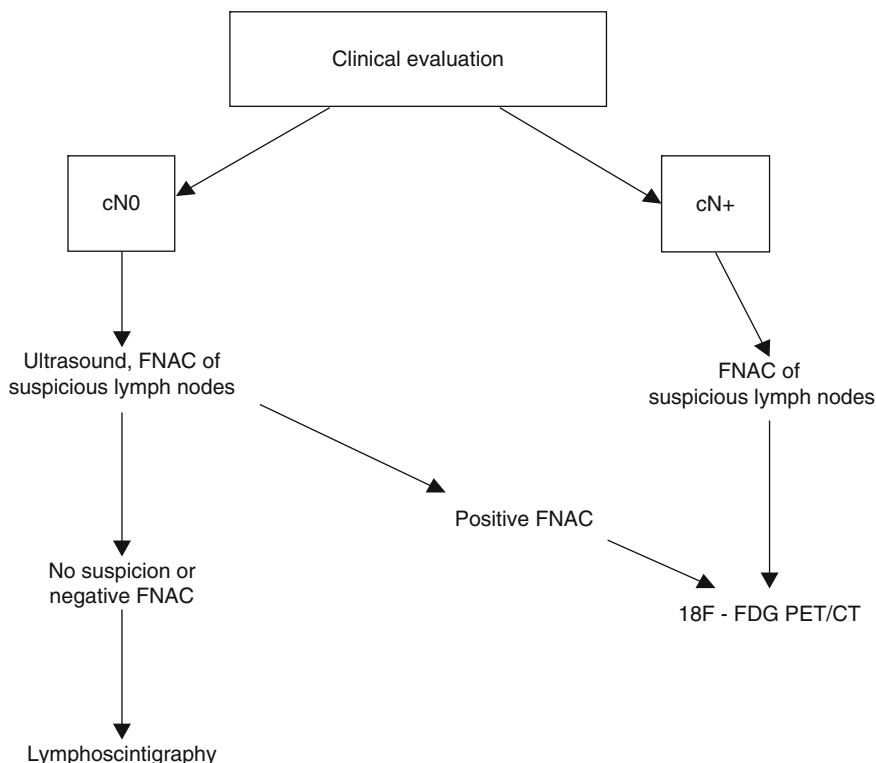 Clinical evaluation
cN0
cN+
Ultrasound, FNAC of
suspicious lymph nodes
FNAC of
suspicious lymph nodes
Positive FNAC
No suspicion or
negative FNAC
18F - FDG PET/CT
Lymphoscintigraphy